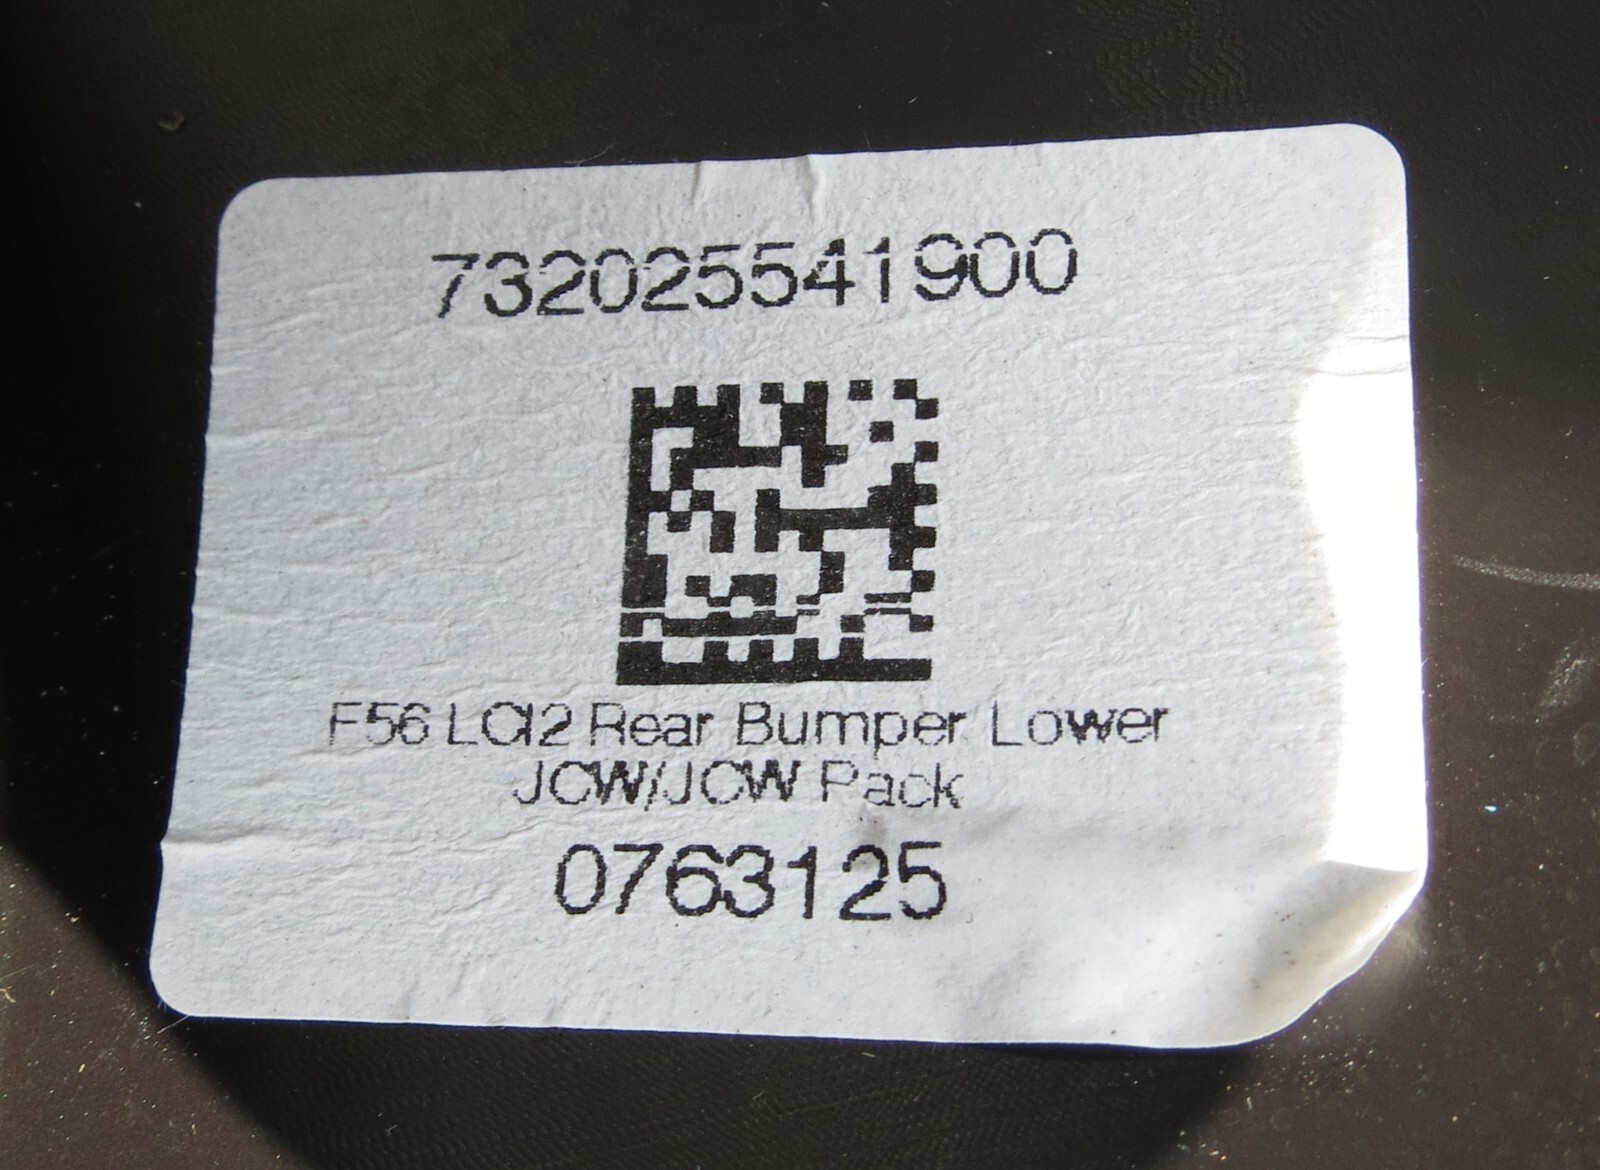 732025541900
F56 LCI2 Rear Bumper Lower
JCW/JCW Pack
0763125